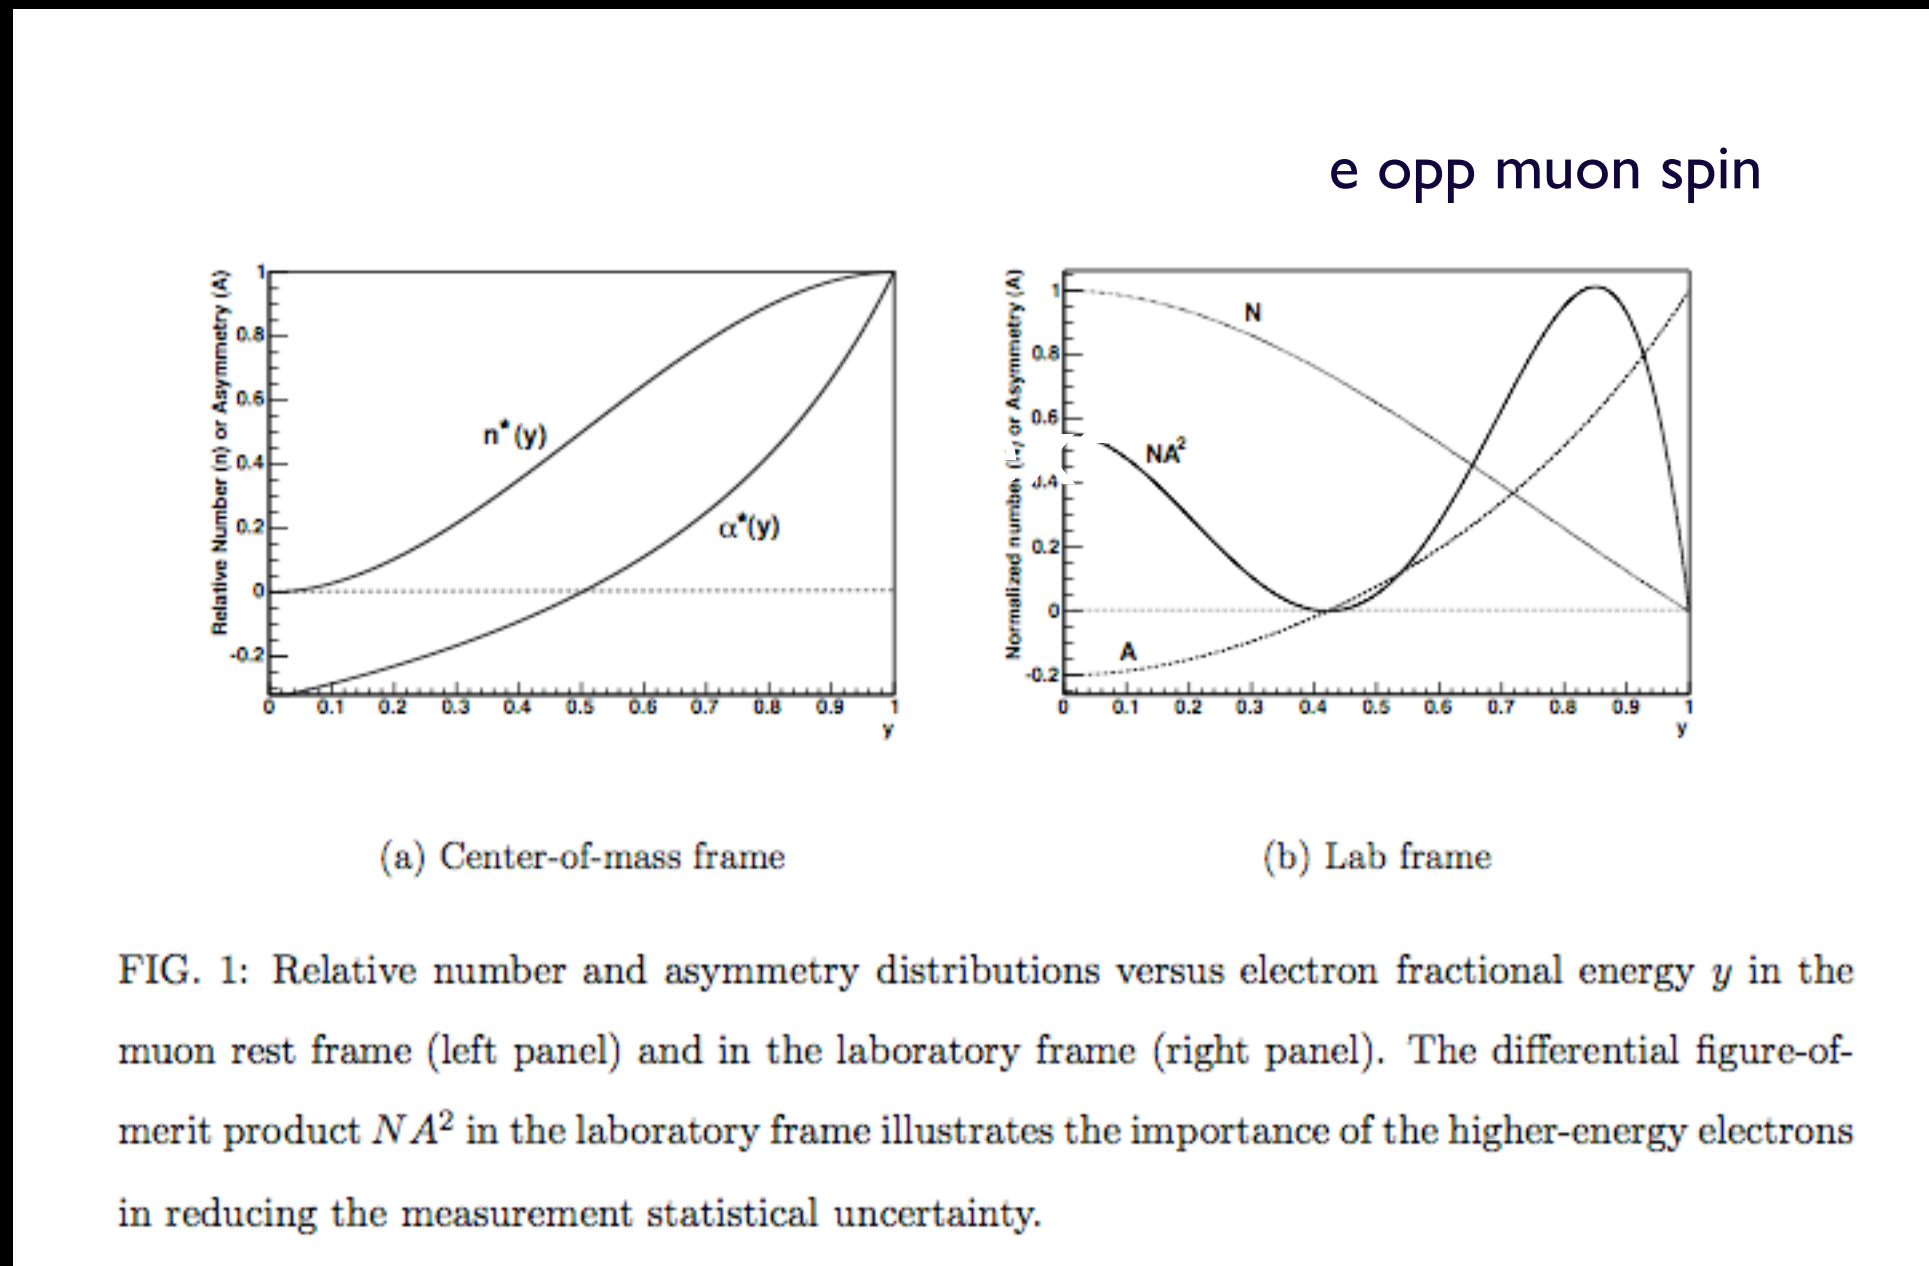 e opp muon spin
Relative Number (n) or Asymmetry (A)
1
0.8
0.6
0.4
0.2
0
-0.2
n*(y)
α*(y)
0 0.1 0.2 0.3 0.4 0.5 0.6 0.7 0.8 0.9 1
y
Normalized number or Asymmetry (A)
1
0.8
0.6
0.2
0
-0.2
N
NA²
A
0 0.1 0.2 0.3 0.4 0.5 0.6 0.7 0.8 0.9 1
y
(a) Center-of-mass frame
(b) Lab frame
FIG. 1: Relative number and asymmetry distributions versus electron fractional energy y in the
muon rest frame (left panel) and in the laboratory frame (right panel). The differential figure-of-
merit product NA² in the laboratory frame illustrates the importance of the higher-energy electrons
in reducing the measurement statistical uncertainty.